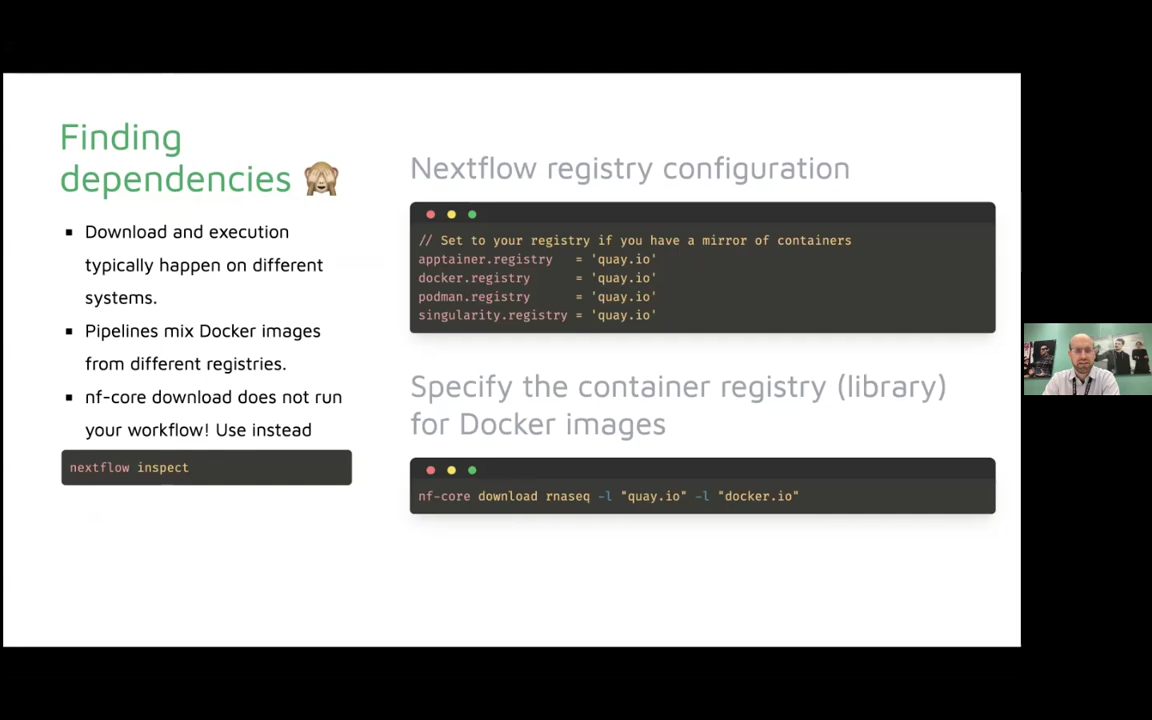 Finding
dependencies 🙈
▪ Download and execution
typically happen on different
systems.
▪ Pipelines mix Docker images
from different registries.
▪ nf-core download does not run
your workflow! Use instead
nextflow inspect
Nextflow registry configuration
// Set to your registry if you have a mirror of containers
apptainer.registry   = 'quay.io'
docker.registry      = 'quay.io'
podman.registry      = 'quay.io'
singularity.registry = 'quay.io'
Specify the container registry (library)
for Docker images
nf-core download rnaseq -l "quay.io" -l "docker.io"